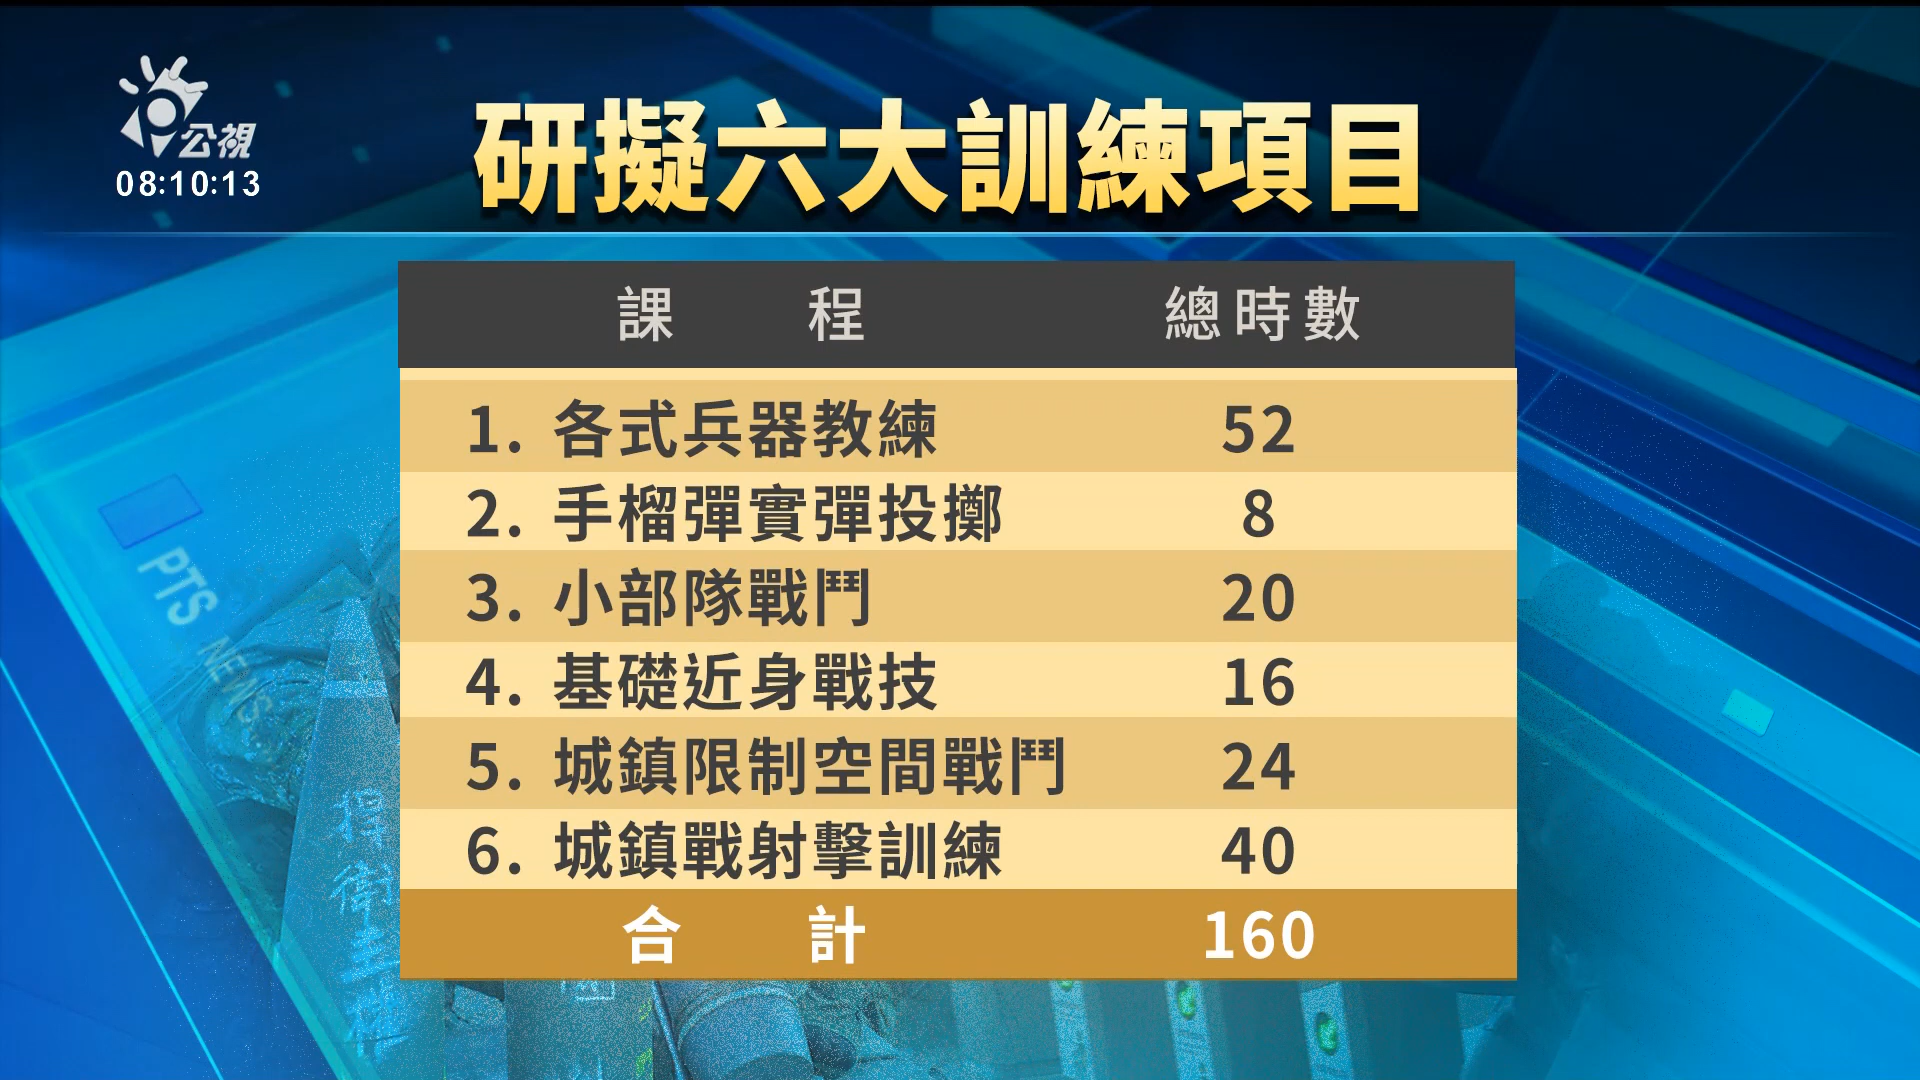 公視
08:10:13
研擬六大訓練項目
課程 總時數
1. 各式兵器教練 52
2. 手榴彈實彈投擲 8
3. 小部隊戰鬥 20
4. 基礎近身戰技 16
5. 城鎮限制空間戰鬥 24
6. 城鎮戰射擊訓練 40
合計 160
PTS NEWS